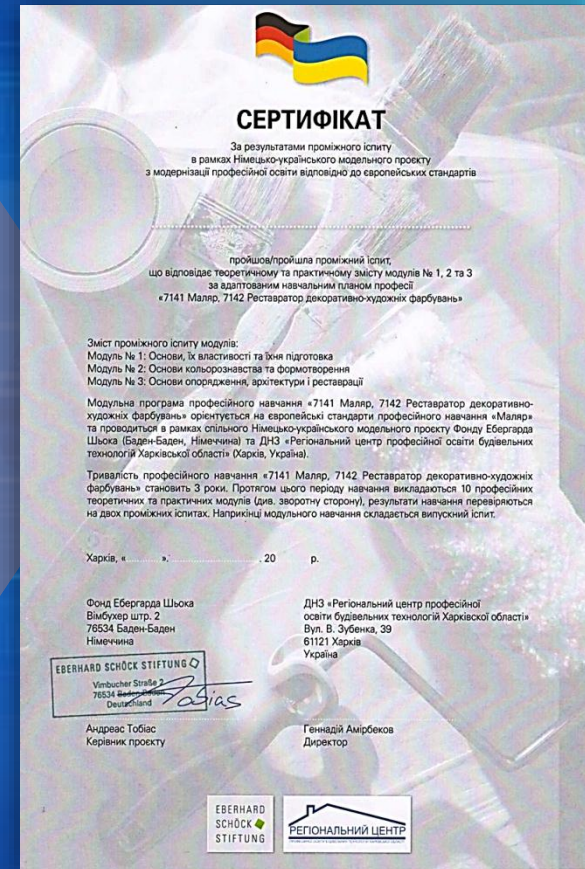 СЕРТИФІКАТ
За результатами проміжного іспиту
в рамках Німецько-українського модельного проєкту
з модернізації професійної освіти відповідно до європейських стандартів
пройшов/пройшла проміжний іспит,
що відповідає теоретичному та практичному змісту модулів № 1, 2 та 3
за адаптованим навчальним планом професії
«7141 Маляр, 7142 Реставратор декоративно-художніх фарбувань»
Зміст проміжного іспиту модулів:
Модуль № 1: Основи, їх властивості та їхня підготовка
Модуль № 2: Основи кольорознавства та формотворення
Модуль № 3: Основи опорядження, архітектури і реставрації
Модульна програма професійного навчання «7141 Маляр, 7142 Реставратор декоративно-
художніх фарбувань» орієнтується на європейські стандарти професійного навчання «Маляр»
та проводиться в рамках спільного Німецько-українського модельного проєкту Фонду Ебергарда
Шьока (Баден-Баден, Німеччина) та ДНЗ «Регіональний центр професійної освіти будівельних
технологій Харківської області» (Харків, Україна).
Тривалість професійного навчання «7141 Маляр, 7142 Реставратор декоративно-художніх
фарбувань» становить 3 роки. Протягом цього періоду навчання викладаються 10 професійних
теоретичних та практичних модулів (див. зворотну сторону), результати навчання перевіряються
на двох проміжних іспитах. Наприкінці модульного навчання складається випускний іспит.
Харків, « ». 20 р.
Фонд Ебергарда Шьока
Вімбухер штр. 2
76534 Баден-Баден
Німеччина
ДНЗ «Регіональний центр професійної
освіти будівельних технологій Харківскої області»
Вул. В. Зубенка, 39
61121 Харків
Україна
EBERHARD SCHÖCK STIFTUNG
Vimbucher Straße 2
76534 Baden-Baden
Deutschland
Tobias
Андреас Тобіас
Керівник проєкту
Геннадій Амірбеков
Директор
EBERHARD
SCHÖCK
STIFTUNG
РЕГІОНАЛЬНИЙ ЦЕНТР